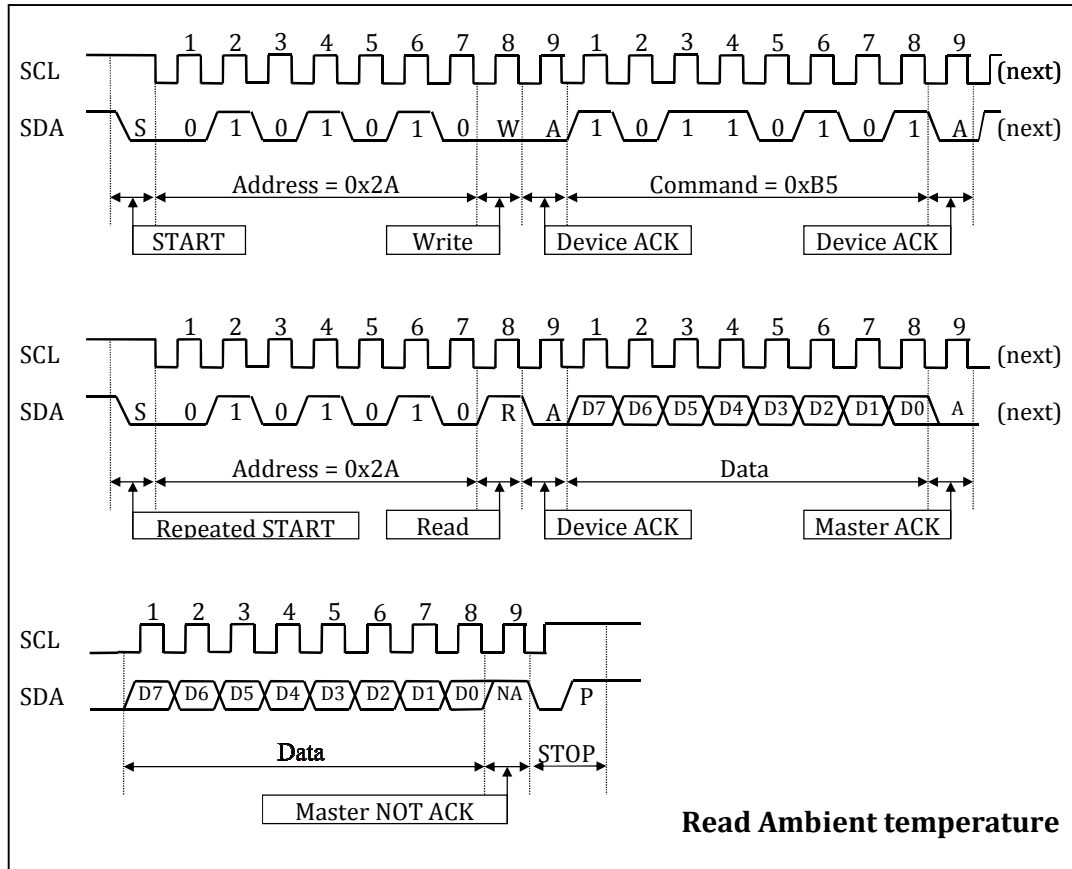 1 2 3 4 5 6 7 8 9 1 2 3 4 5 6 7 8 9
SCL (next)
SDA S 0 1 0 1 0 1 0 W A 1 0 1 1 0 1 0 1 A (next)
Address = 0x2A Command = 0xB5
START Write Device ACK Device ACK
1 2 3 4 5 6 7 8 9 1 2 3 4 5 6 7 8 9
SCL (next)
SDA S 0 1 0 1 0 1 0 R A D7 D6 D5 D4 D3 D2 D1 D0 A (next)
Address = 0x2A Data
Repeated START Read Device ACK Master ACK
1 2 3 4 5 6 7 8 9
SCL
SDA D7 D6 D5 D4 D3 D2 D1 D0 NA P
Data STOP
Master NOT ACK
Read Ambient temperature